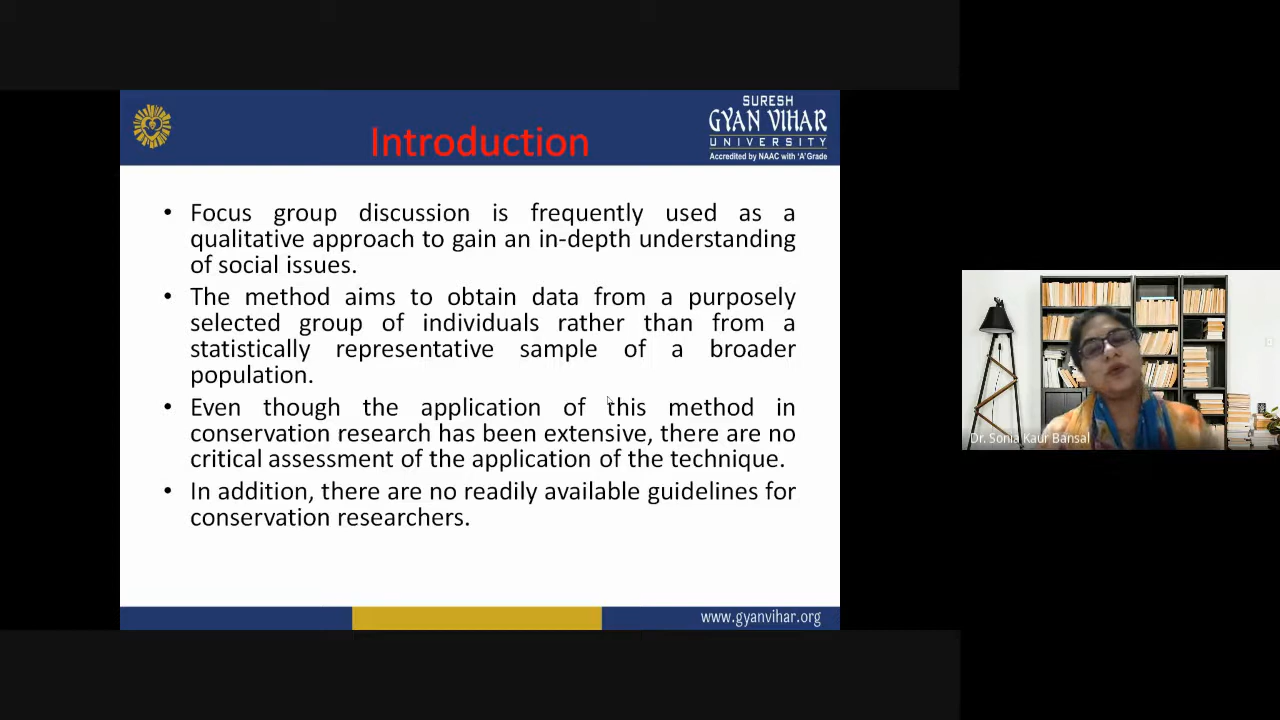 Introduction
SURESH
GYAN VIHAR
UNIVERSITY
Accredited by NAAC with 'A' Grade
• Focus group discussion is frequently used as a
qualitative approach to gain an in-depth understanding
of social issues.
• The method aims to obtain data from a purposely
selected group of individuals rather than from a
statistically representative sample of a broader
population.
• Even though the application of this method in
conservation research has been extensive, there are no
critical assessment of the application of the technique.
• In addition, there are no readily available guidelines for
conservation researchers.
www.gyanvihar.org
Dr. Sonia Kaur Bansal